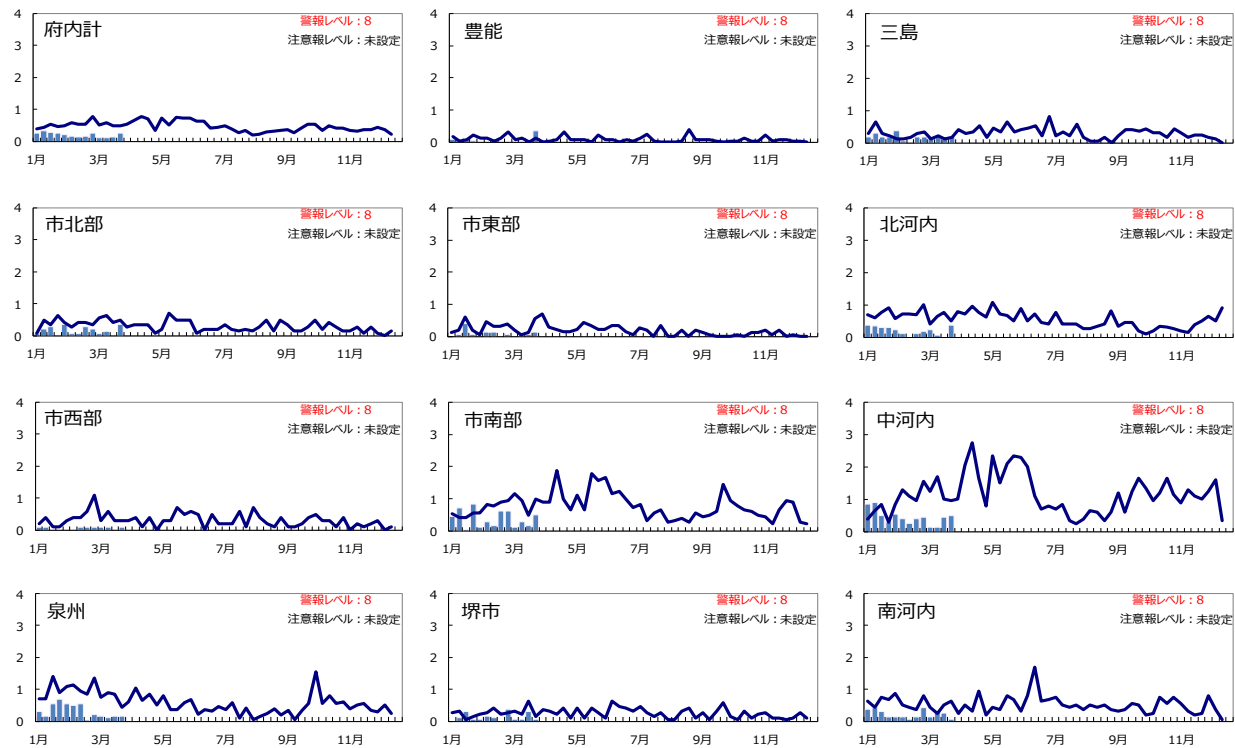 府内計
警報レベル：8
注意報レベル：未設定
4
3
2
1
0
1月 3月 5月 7月 9月 11月
豊能
警報レベル：8
注意報レベル：未設定
4
3
2
1
0
1月 3月 5月 7月 9月 11月
三島
警報レベル：8
注意報レベル：未設定
4
3
2
1
0
1月 3月 5月 7月 9月 11月
市北部
警報レベル：8
注意報レベル：未設定
4
3
2
1
0
1月 3月 5月 7月 9月 11月
市東部
警報レベル：8
注意報レベル：未設定
4
3
2
1
0
1月 3月 5月 7月 9月 11月
北河内
警報レベル：8
注意報レベル：未設定
4
3
2
1
0
1月 3月 5月 7月 9月 11月
市西部
警報レベル：8
注意報レベル：未設定
4
3
2
1
0
1月 3月 5月 7月 9月 11月
市南部
警報レベル：8
注意報レベル：未設定
4
3
2
1
0
1月 3月 5月 7月 9月 11月
中河内
警報レベル：8
注意報レベル：未設定
4
3
2
1
0
1月 3月 5月 7月 9月 11月
泉州
警報レベル：8
注意報レベル：未設定
4
3
2
1
0
1月 3月 5月 7月 9月 11月
堺市
警報レベル：8
注意報レベル：未設定
4
3
2
1
0
1月 3月 5月 7月 9月 11月
南河内
警報レベル：8
注意報レベル：未設定
4
3
2
1
0
1月 3月 5月 7月 9月 11月